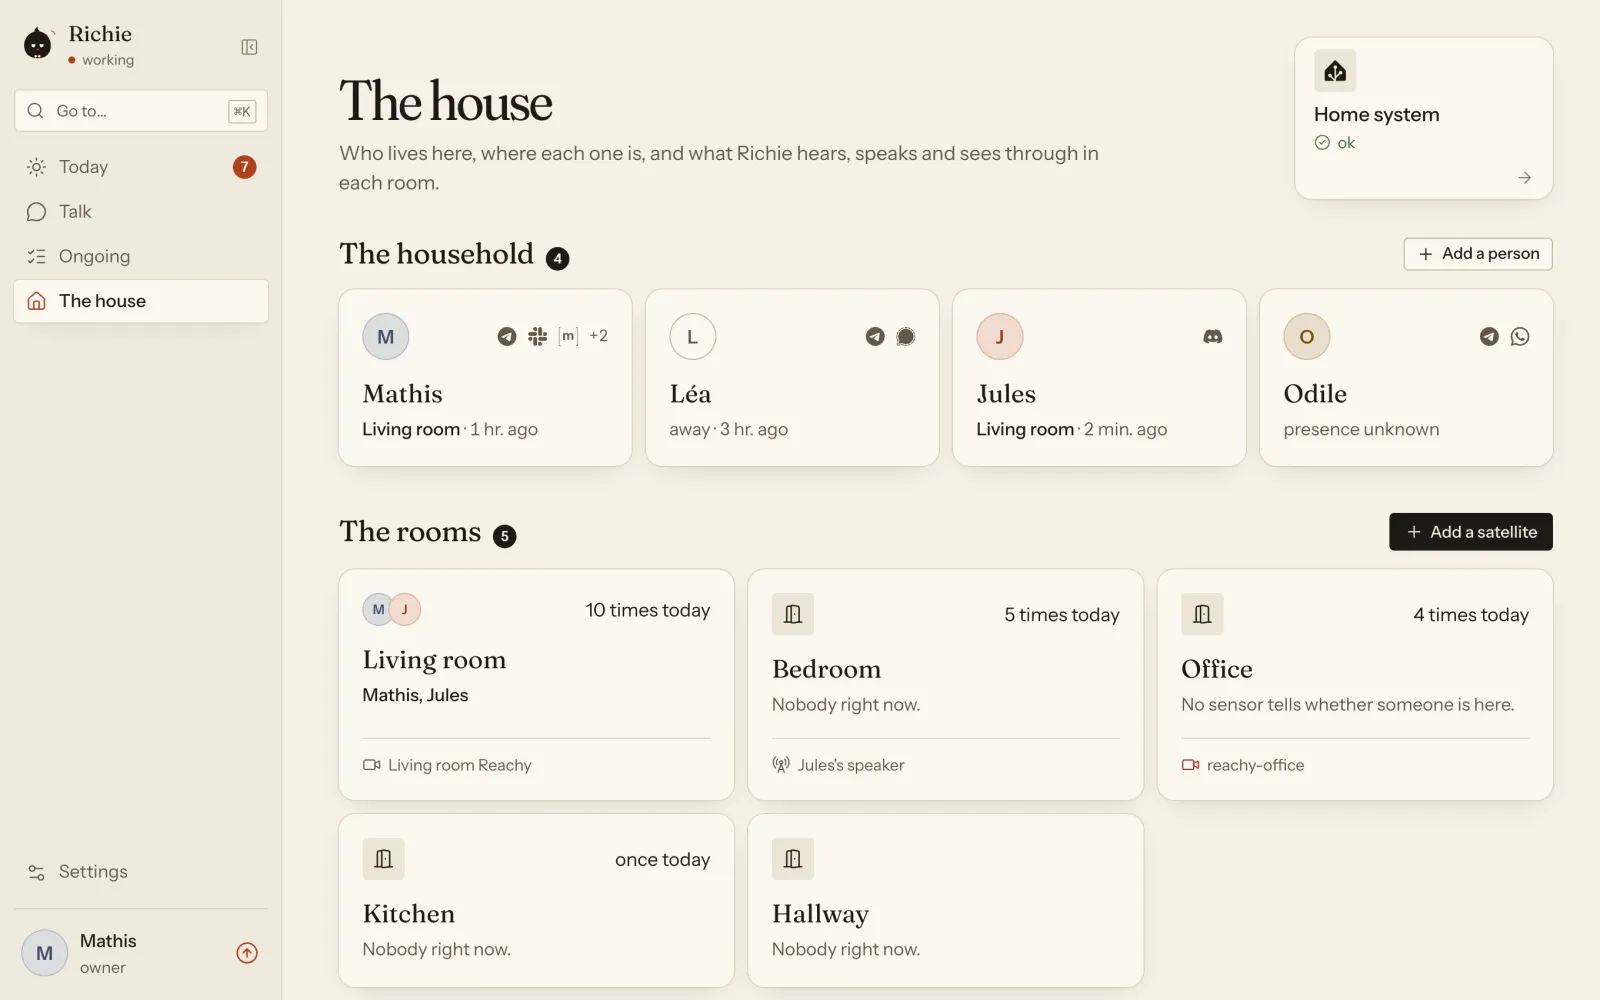 Richie
working
Go to...
⌘K
Today
7
Talk
Ongoing
The house
Settings
M
Mathis
owner
The house
Who lives here, where each one is, and what Richie hears, speaks and sees through in
each room.
Home system
ok
The household 4
Add a person
M
[m] +2
Mathis
Living room · 1 hr. ago
L
Léa
away · 3 hr. ago
J
Jules
Living room · 2 min. ago
O
Odile
presence unknown
The rooms 5
Add a satellite
M J
10 times today
Living room
Mathis, Jules
Living room Reachy
5 times today
Bedroom
Nobody right now.
Jules's speaker
4 times today
Office
No sensor tells whether someone is here.
reachy-office
once today
Kitchen
Nobody right now.
Hallway
Nobody right now.